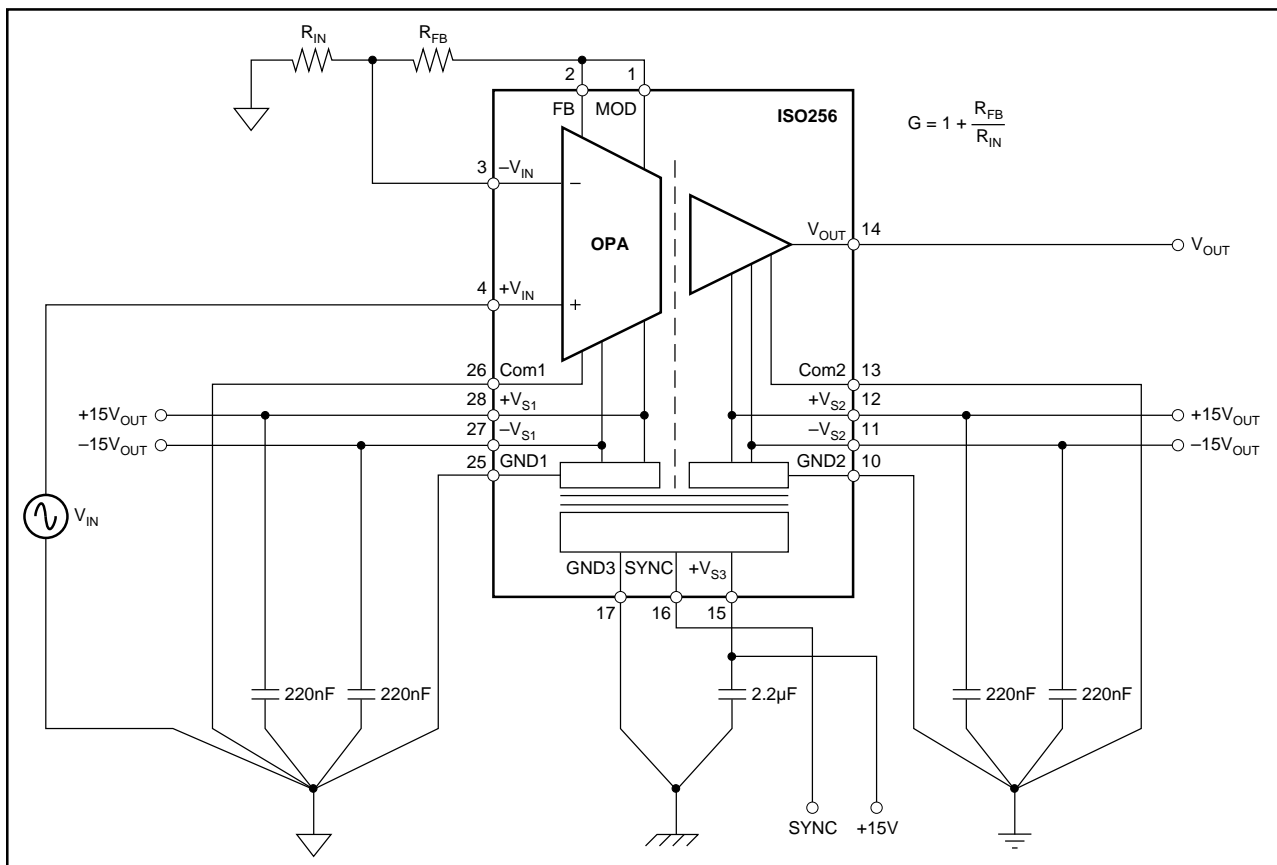 R_IN R_FB
2 1
FB MOD
ISO256
G = 1 + R_FB / R_IN
3 –V_IN
–
OPA
V_OUT 14
V_OUT
4 +V_IN
+
26 Com1
Com2 13
28 +V_S1
+V_S2 12
+15V_OUT
+15V_OUT
27 –V_S1
–V_S2 11
–15V_OUT
–15V_OUT
25 GND1
GND2 10
V_IN
GND3 SYNC +V_S3
17 16 15
220nF 220nF 2.2µF 220nF 220nF
SYNC +15V